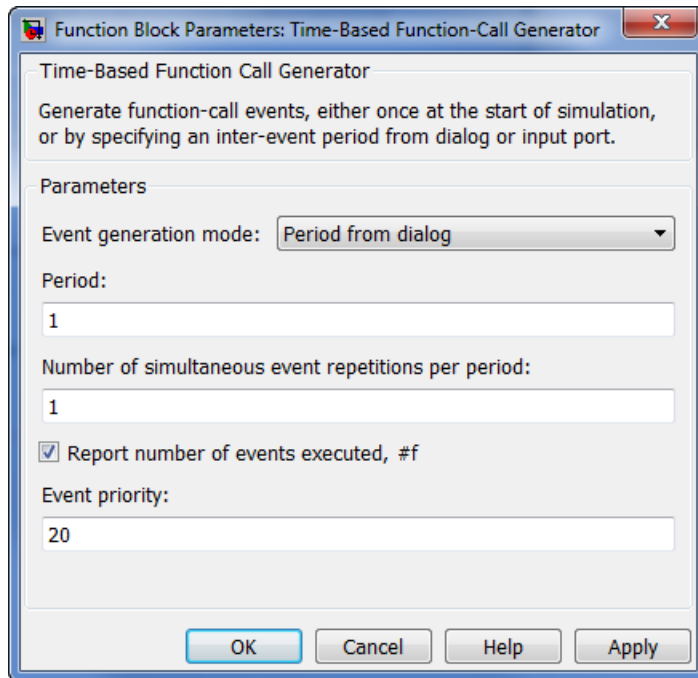 Function Block Parameters: Time-Based Function-Call Generator
Time-Based Function Call Generator
Generate function-call events, either once at the start of simulation,
or by specifying an inter-event period from dialog or input port.
Parameters
Event generation mode: Period from dialog
Period:
1
Number of simultaneous event repetitions per period:
1
Report number of events executed, #f
Event priority:
20
OK Cancel Help Apply